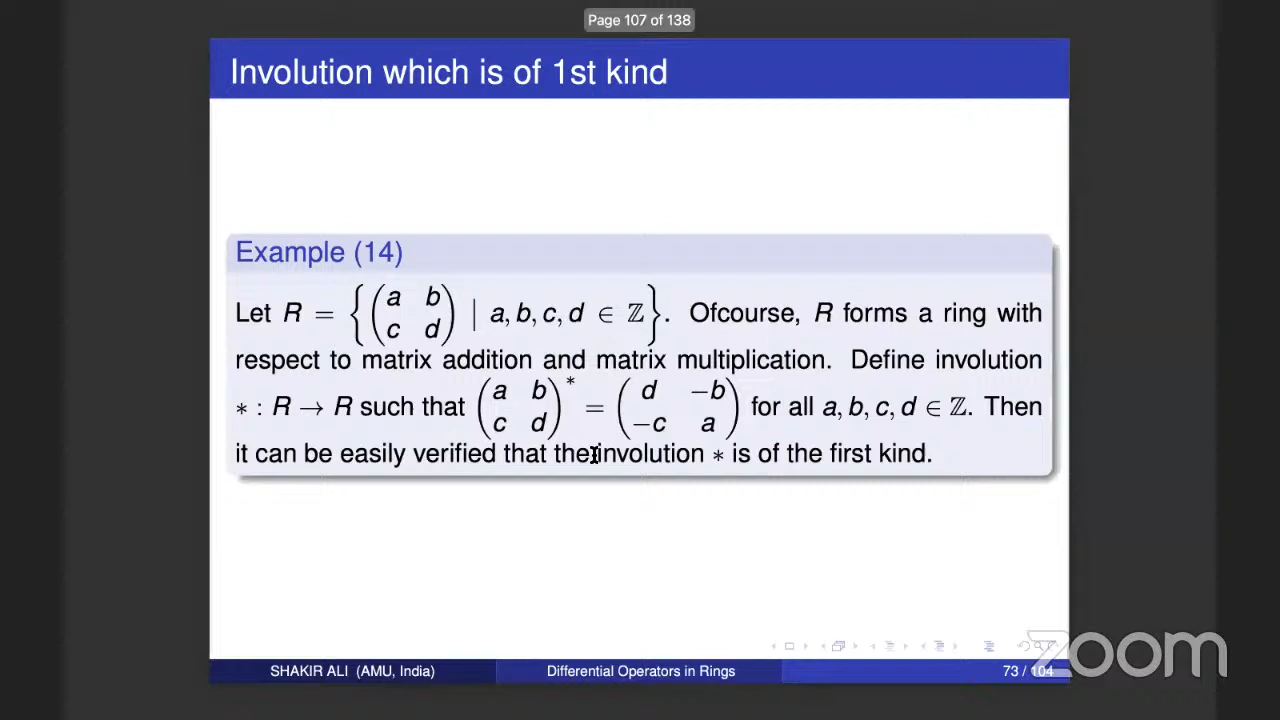 Page 107 of 138
Involution which is of 1st kind
Example (14)
Let R = { ( a b ; c d ) | a, b, c, d ∈ ℤ }. Ofcourse, R forms a ring with
respect to matrix addition and matrix multiplication. Define involution
∗ : R → R such that ( a b ; c d )* = ( d −b ; −c a ) for all a, b, c, d ∈ ℤ. Then
it can be easily verified that the involution ∗ is of the first kind.
SHAKIR ALI (AMU, India) Differential Operators in Rings 73 / 104
zoom